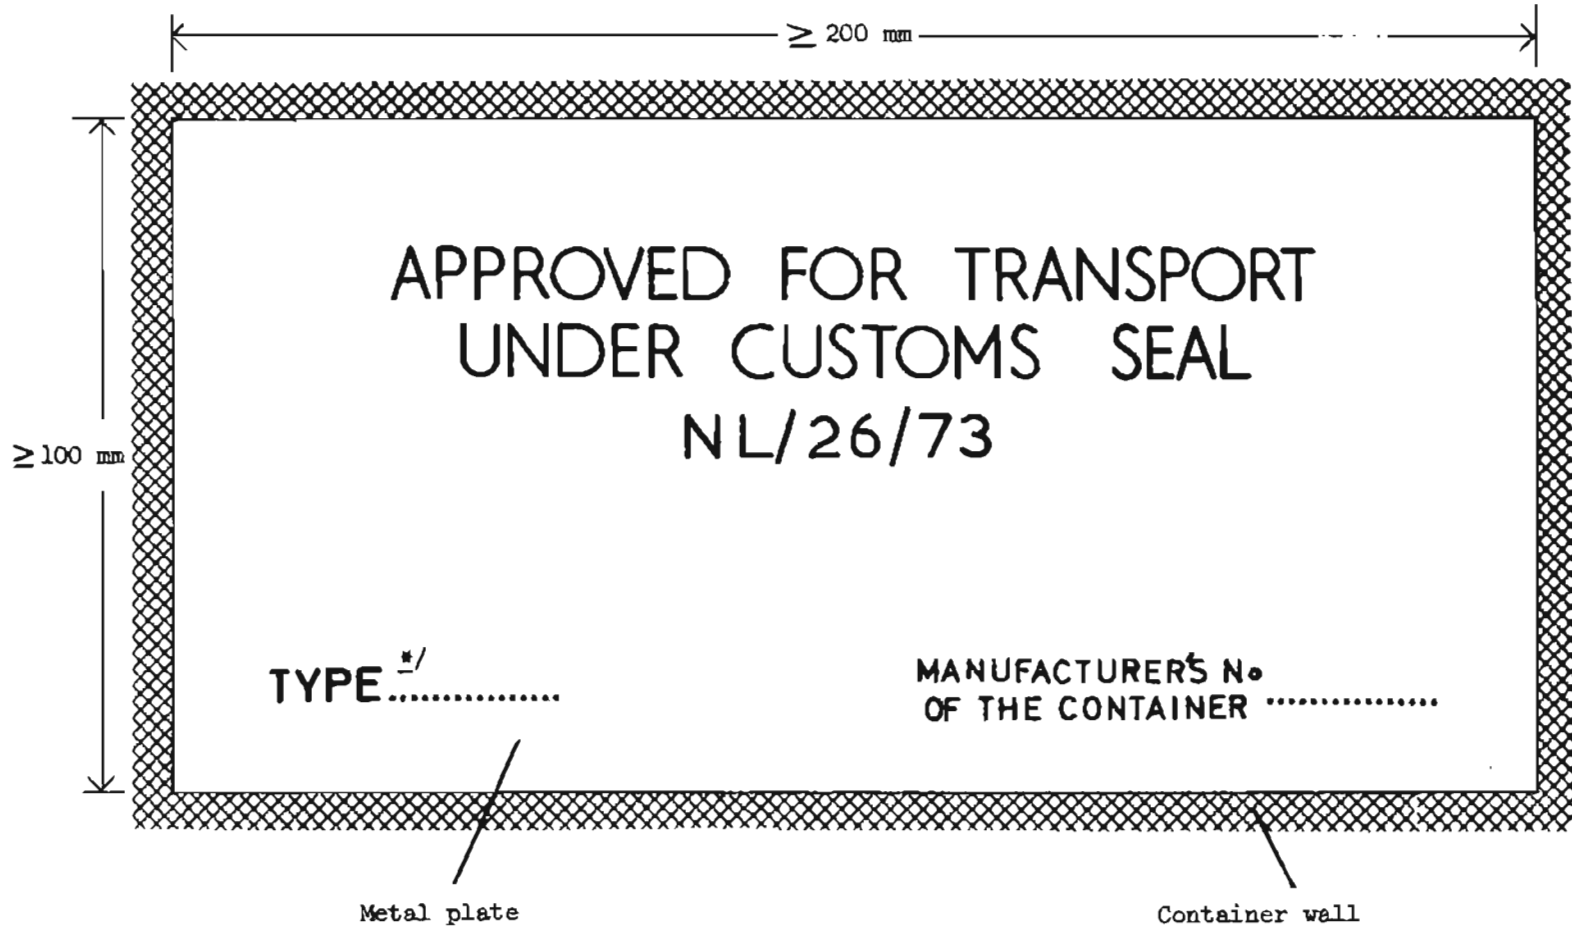 ≥ 200 mm
APPROVED FOR TRANSPORT
UNDER CUSTOMS SEAL
NL/26/73
≥ 100 mm
TYPE */...............
MANUFACTURER'S No
OF THE CONTAINER ...............
Metal plate
Container wall